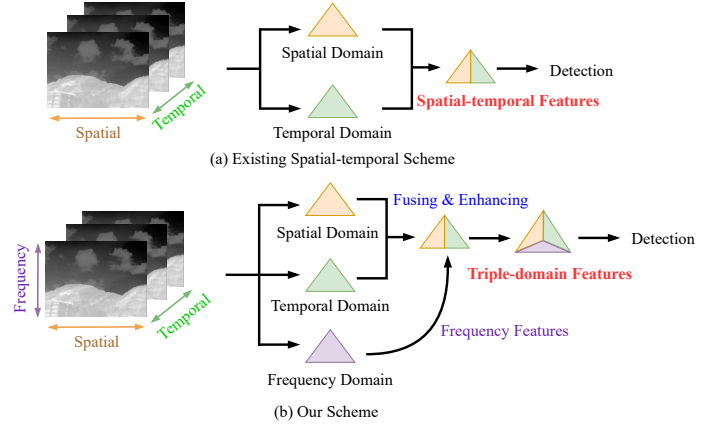 Spatial Domain
Detection
Temporal
Spatial-temporal Features
Spatial
Temporal Domain
(a) Existing Spatial-temporal Scheme
Fusing & Enhancing
Spatial Domain
Detection
Frequency
Triple-domain Features
Temporal
Temporal Domain
Spatial
Frequency Features
Frequency Domain
(b) Our Scheme